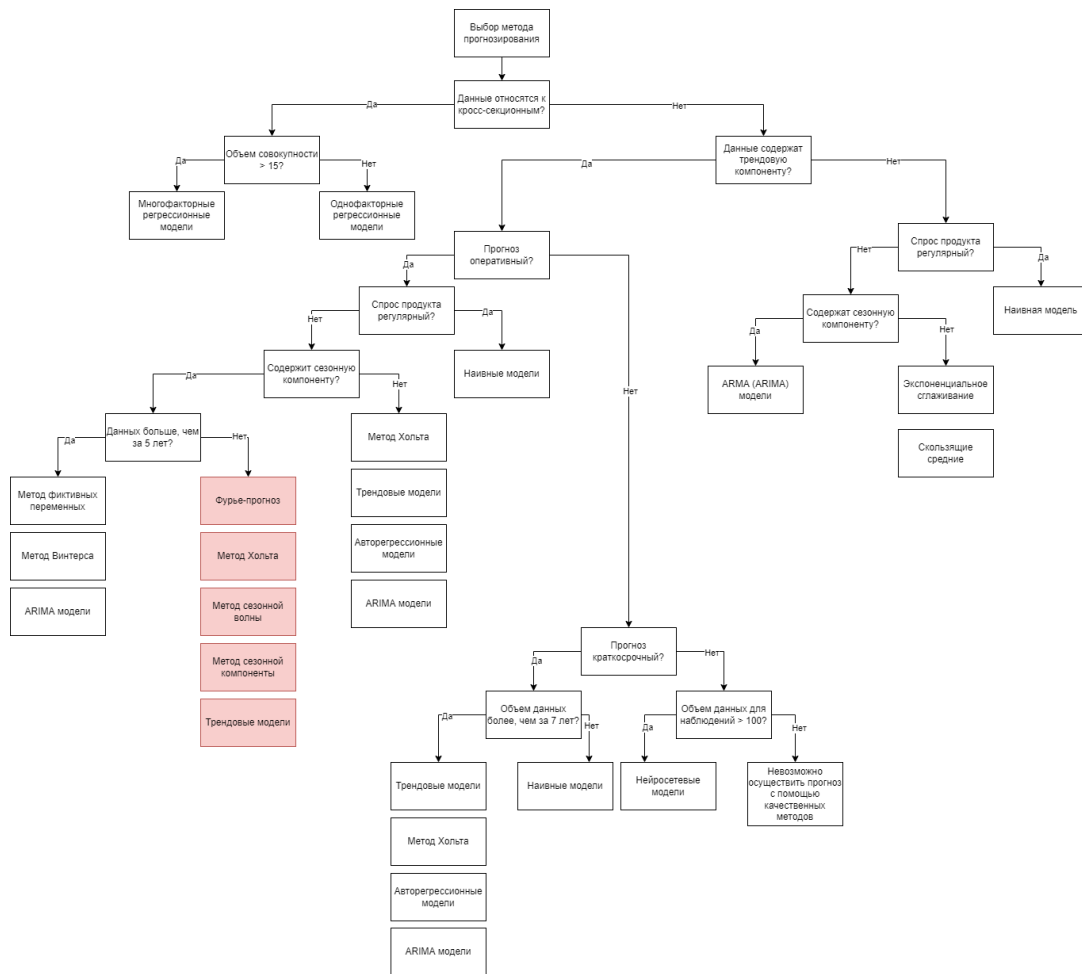 Выбор метода
прогнозирования
Данные относятся к
кросс-секционным?
Да
Нет
Объем совокупности
> 15?
Данные содержат
трендовую
компоненту?
Да
Нет
Да
Нет
Многофакторные
регрессионные
модели
Однофакторные
регрессионные
модели
Прогноз
оперативный?
Спрос продукта
регулярный?
Да
Нет
Да
Спрос продукта
регулярный?
Содержат сезонную
компоненту?
Наивная модель
Нет
Да
Да
Нет
Содержит сезонную
компоненту?
Наивные модели
ARMA (ARIMA)
модели
Экспоненциальное
сглаживание
Да
Нет
Нет
Данных больше, чем
за 5 лет?
Метод Хольта
Скользящие
средние
Да
Нет
Метод фиктивных
переменных
Фурье-прогноз
Трендовые модели
Метод Винтерса
Метод Хольта
Авторегрессионные
модели
ARIMA модели
Метод сезонной
волны
ARIMA модели
Метод сезонной
компоненты
Трендовые модели
Прогноз
краткосрочный?
Да
Нет
Объем данных
более, чем за 7 лет?
Объем данных для
наблюдений > 100?
Да
Нет
Да
Нет
Трендовые модели
Наивные модели
Нейросетевые
модели
Невозможно
осуществить прогноз
с помощью
качественных
методов
Метод Хольта
Авторегрессионные
модели
ARIMA модели